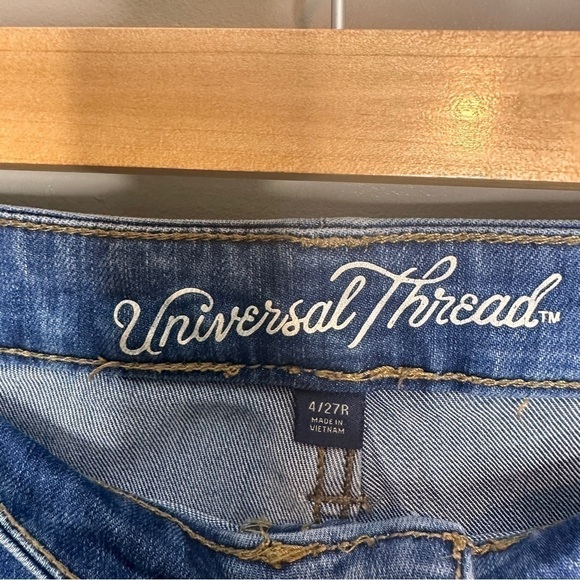 Universal Thread™
4/27R
MADE IN
VIETNAM